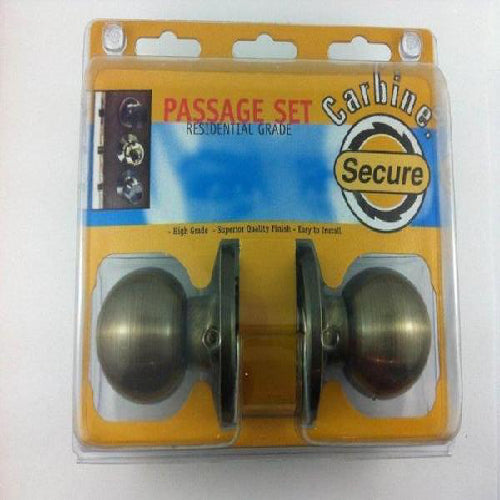 PASSAGE SET
RESIDENTIAL GRADE
Carbine.
Secure
- High Grade - Superior Quality Finish - Easy to Install